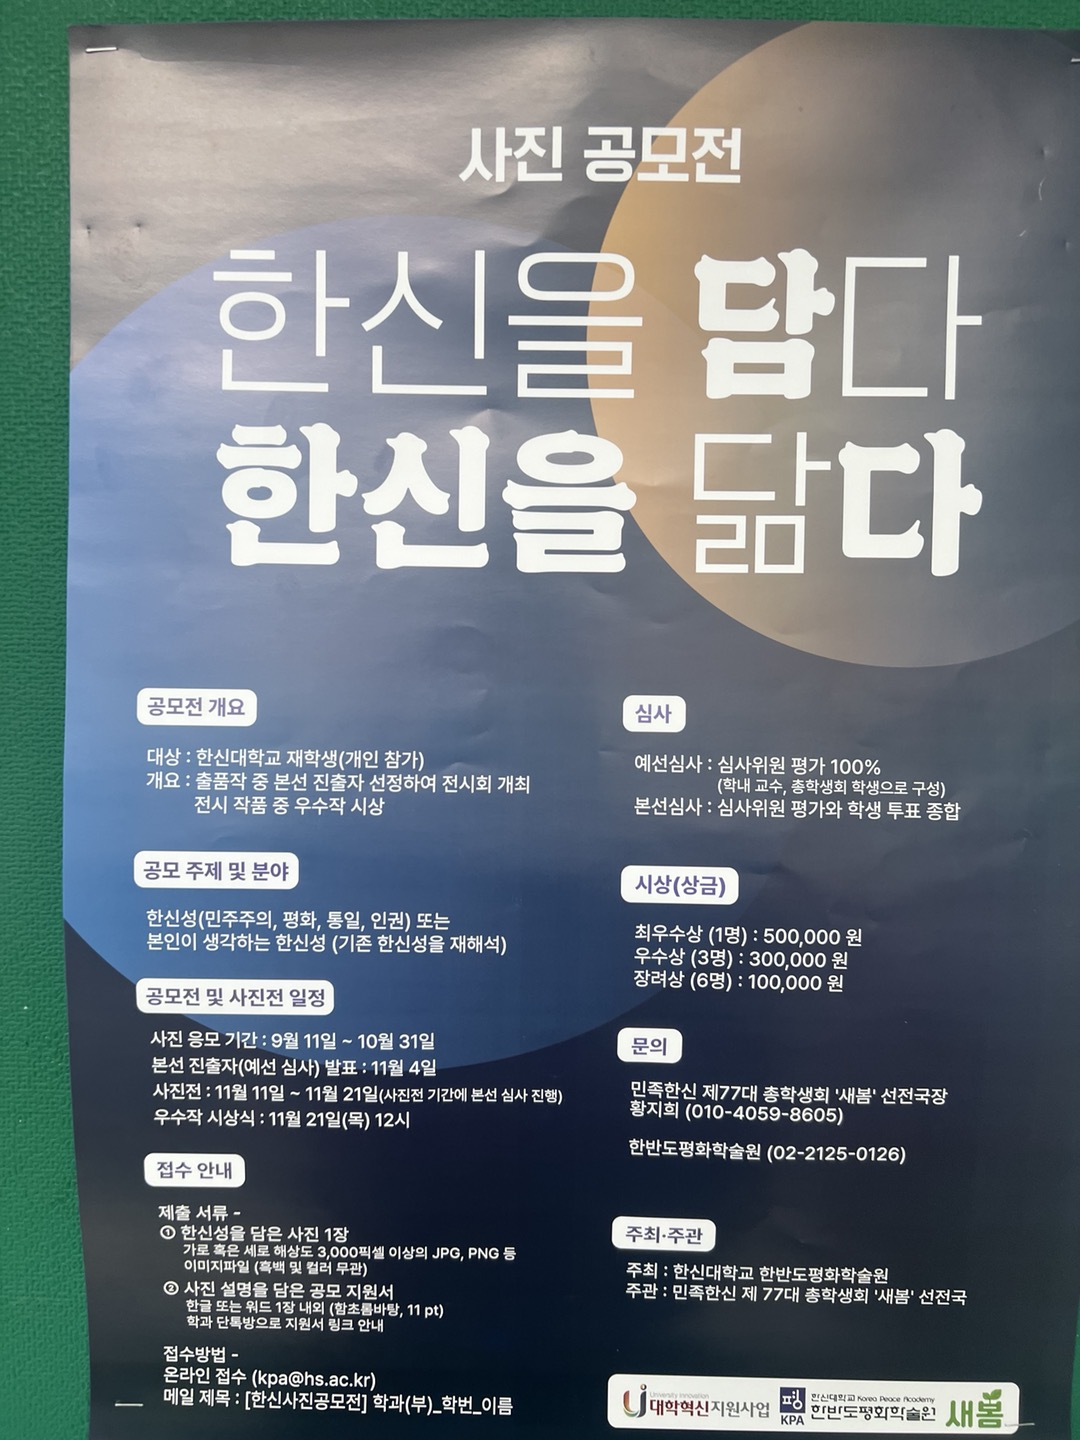 사진 공모전
한신을 담다
한신을 닮다
공모전 개요
대상 : 한신대학교 재학생(개인 참가)
개요 : 출품작 중 본선 진출자 선정하여 전시회 개최
전시 작품 중 우수작 시상
공모 주제 및 분야
한신성(민주주의, 평화, 통일, 인권) 또는
본인이 생각하는 한신성 (기존 한신성을 재해석)
공모전 및 사진전 일정
사진 응모 기간 : 9월 11일 ~ 10월 31일
본선 진출자(예선 심사) 발표 : 11월 4일
사진전 : 11월 11일 ~ 11월 21일(사진전 기간에 본선 심사 진행)
우수작 시상식 : 11월 21일(목) 12시
접수 안내
제출 서류 -
① 한신성을 담은 사진 1장
가로 혹은 세로 해상도 3,000픽셀 이상의 JPG, PNG 등
이미지파일 (흑백 및 컬러 무관)
② 사진 설명을 담은 공모 지원서
한글 또는 워드 1장 내외 (함초롬바탕, 11 pt)
학과 단톡방으로 지원서 링크 안내
접수방법 -
온라인 접수 (kpa@hs.ac.kr)
메일 제목 : [한신사진공모전] 학과(부)_학번_이름
심사
예선심사 : 심사위원 평가 100%
(학내 교수, 총학생회 학생으로 구성)
본선심사 : 심사위원 평가와 학생 투표 종합
시상(상금)
최우수상 (1명) : 500,000 원
우수상 (3명) : 300,000 원
장려상 (6명) : 100,000 원
문의
민족한신 제77대 총학생회 '새봄' 선전국장
황지희 (010-4059-8605)
한반도평화학술원 (02-2125-0126)
주최·주관
주최 : 한신대학교 한반도평화학술원
주관 : 민족한신 제 77대 총학생회 '새봄' 선전국
University Innovation
대학혁신지원사업
평
KPA
한신대학교 Korea Peace Academy
한반도평화학술원
새봄